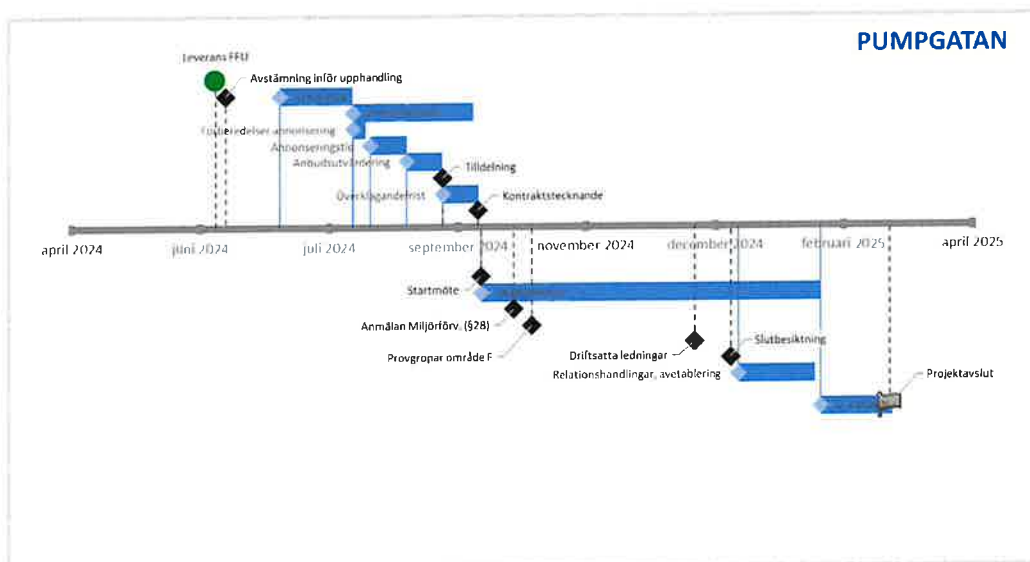 PUMPGATAN
Leverans FFU
Avstämning inför upphandling
Förberedelser annonsering
Annonseringstid
Anbudsutvärdering
Tilldelning
Överklagandefrist
Kontraktstecknande
april 2024
juni 2024
juli 2024
september 2024
november 2024
december 2024
februari 2025
april 2025
Startmöte
Anmälan Miljöförv. (§28)
Provgropar område F
Driftsatta ledningar
Slutbesiktning
Relationshandlingar, avetablering
Projektavslut